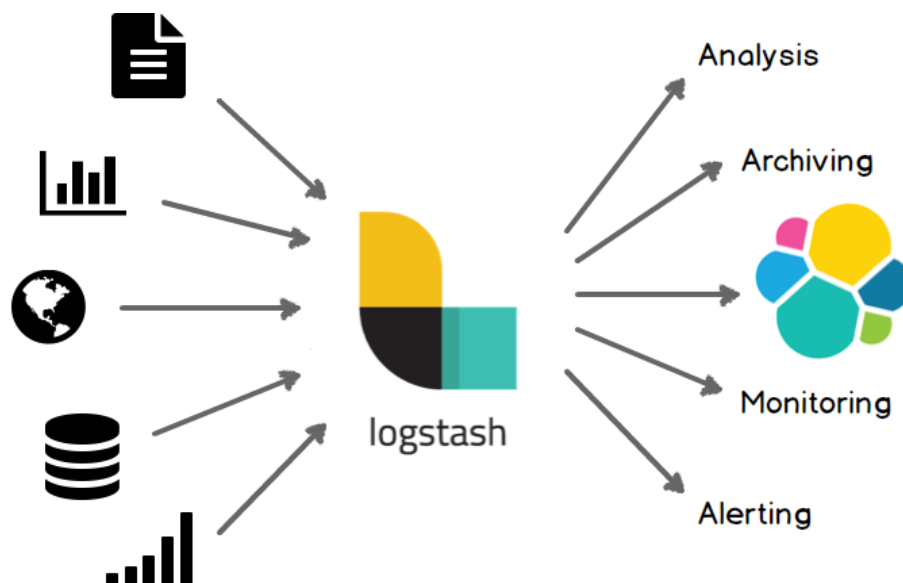 Analysis
Archiving
logstash
Monitoring
Alerting